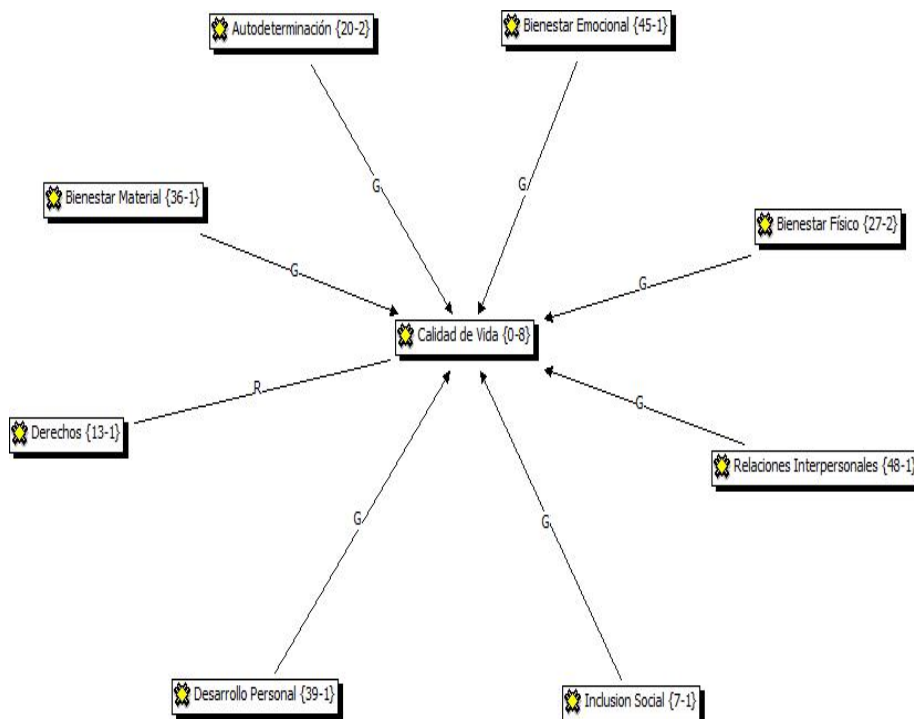 Autodeterminación {20-2}
Bienestar Emocional {45-1}
G
G
Bienestar Material {36-1}
Bienestar Físico {27-2}
G
G
Calidad de Vida {0-8}
R
G
Derechos {13-1}
Relaciones Interpersonales {48-1}
G
G
Desarrollo Personal {39-1}
Inclusion Social {7-1}